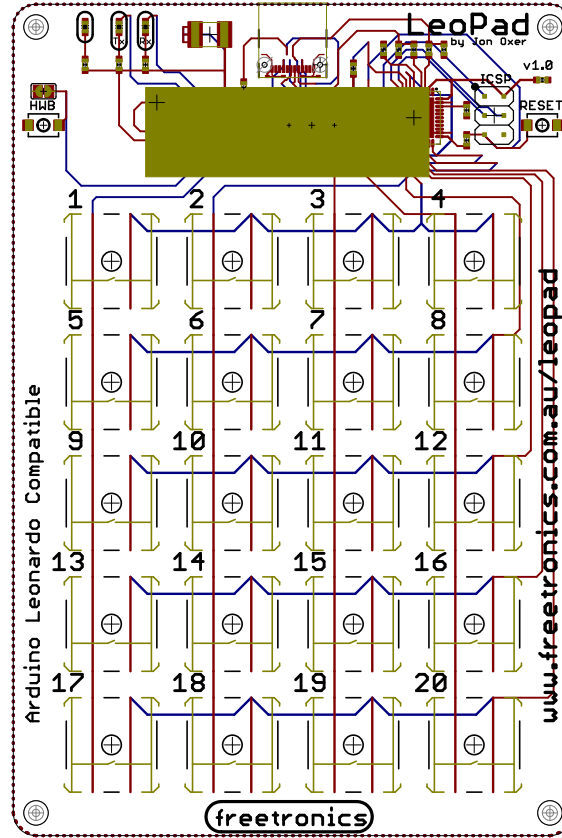 LeoPad
by Jon Oxer
Tx
Rx
v1.0
ICSP
HWB
RESET
1 2 3 4
5 6 7 8
9 10 11 12
13 14 15 16
17 18 19 20
Arduino Leonardo Compatible
www.freetronics.com.au/leopad
freetronics